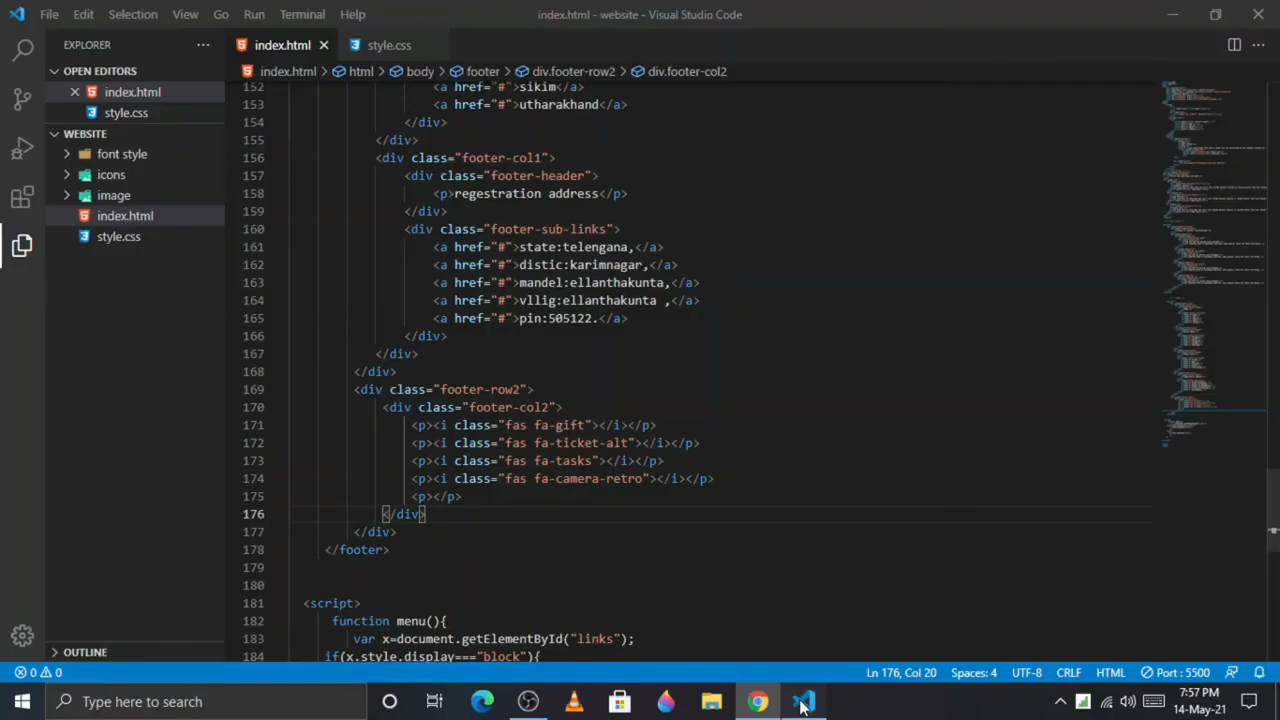 File Edit Selection View Go Run Terminal Help
index.html - website - Visual Studio Code
EXPLORER
OPEN EDITORS
index.html
style.css
WEBSITE
font style
icons
image
index.html
style.css
OUTLINE
index.html
style.css
index.html > html > body > footer > div.footer-row2 > div.footer-col2
152 <a href="#">sikim</a>
153 <a href="#">utharakhand</a>
154 </div>
155 </div>
156 <div class="footer-col1">
157 <div class="footer-header">
158 <p>regestration address</p>
159 </div>
160 <div class="footer-sub-links">
161 <a href="#">state:telengana,</a>
162 <a href="#">distic:karimnagar,</a>
163 <a href="#">mandel:ellanthakunta,</a>
164 <a href="#">vllig:ellanthakunta ,</a>
165 <a href="#">pin:505122.</a>
166 </div>
167 </div>
168 </div>
169 <div class="footer-row2">
170 <div class="footer-col2">
171 <p><i class="fas fa-gift"></i></p>
172 <p><i class="fas fa-ticket-alt"></i></p>
173 <p><i class="fas fa-tasks"></i></p>
174 <p><i class="fas fa-camera-retro"></i></p>
175 <p></p>
176 </div>
177 </div>
178 </footer>
179
180
181 <script>
182 function menu(){
183 var x=document.getElementById("links");
184 if(x.style.display==="block"){
0 0
Ln 176, Col 20 Spaces: 4 UTF-8 CRLF HTML Port : 5500
Type here to search
7:57 PM
14-May-21